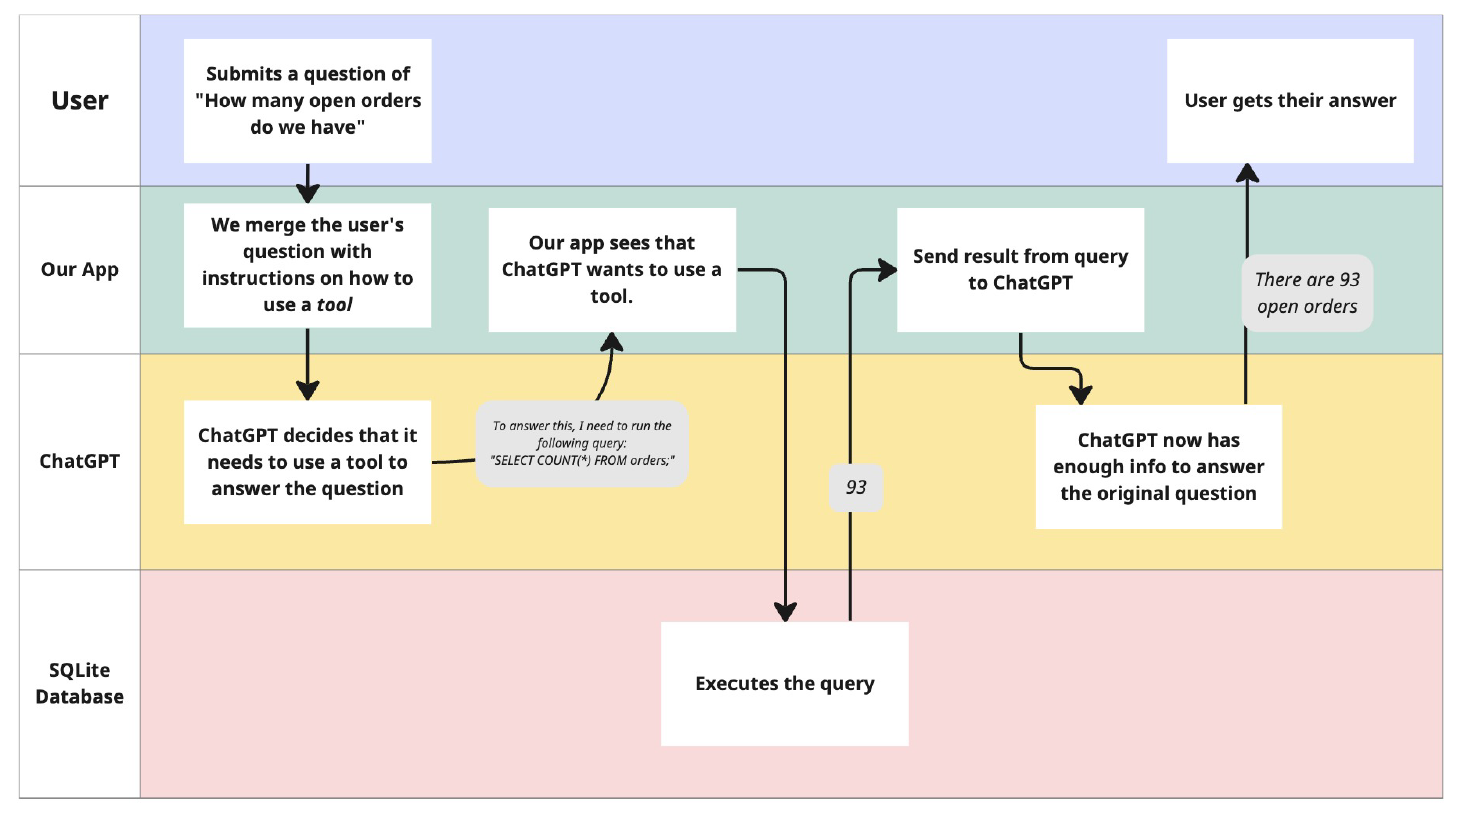 User
Submits a question of
"How many open orders
do we have"
User gets their answer
Our App
We merge the user's
question with
instructions on how to
use a tool
Our app sees that
ChatGPT wants to use a
tool.
Send result from query
to ChatGPT
There are 93
open orders
ChatGPT
ChatGPT decides that it
needs to use a tool to
answer the question
To answer this, I need to run the
following query:
"SELECT COUNT(*) FROM orders;"
93
ChatGPT now has
enough info to answer
the original question
SQLite
Database
Executes the query